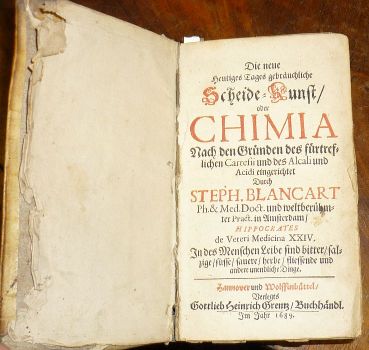 Die neue
Heutiges Tages gebräuchliche
Scheide-Kunst/
oder
CHIMIA
Nach den Gründen des fürtref-
lichen Cartesii und des Alcali und
Acidi eingerichtet
Durch
STEPH. BLANCART
Ph. & Med. Doct. und weltberühm-
ter Pract. in Amsterdam/
HIPPOCRATES
de Veteri Medicina XXIV.
In des Menschen Leibe sind bitter/ sal-
zige/ süsse/ sauere/ herbe/ fliessende und
andere unendliche Dinge.
Hannover und Wolffenbüttel/
Verlegts
Gottlieb Heinrich Grentz/ Buchhändl.
Im Jahr 1689.